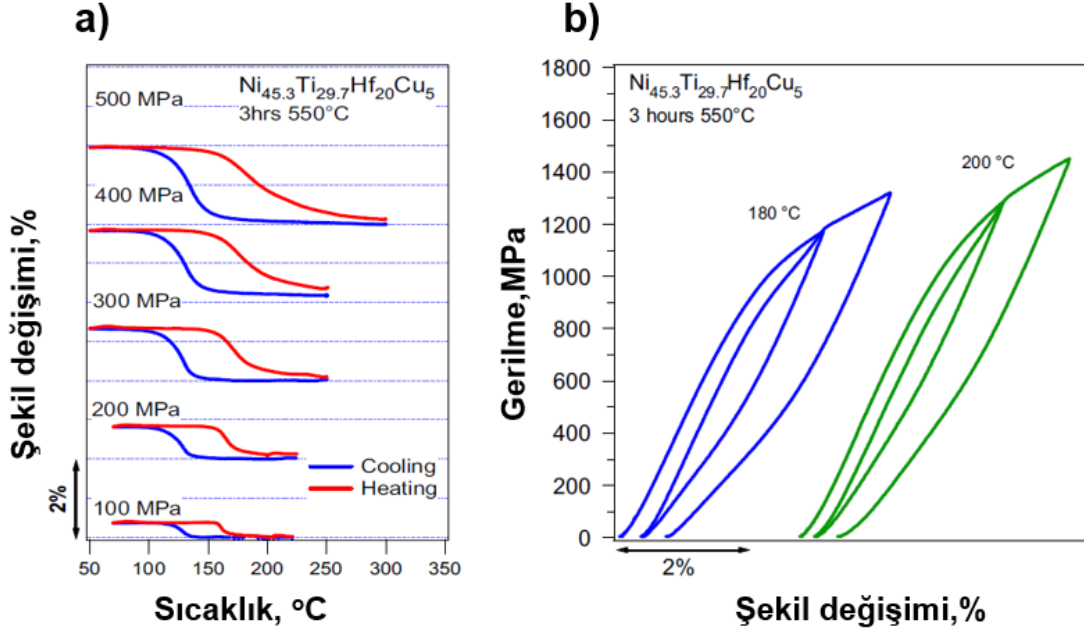 a)
Ni45.3Ti29.7Hf20Cu5
3hrs 550°C
500 MPa
400 MPa
300 MPa
200 MPa
100 MPa
Cooling
Heating
2%
Şekil değişimi,%
50 100 150 200 250 300 350
Sıcaklık, °C
b)
Ni45.3Ti29.7Hf20Cu5
3 hours 550°C
180 °C
200 °C
1800
1600
1400
1200
1000
800
600
400
200
0
Gerilme,MPa
2%
Şekil değişimi,%